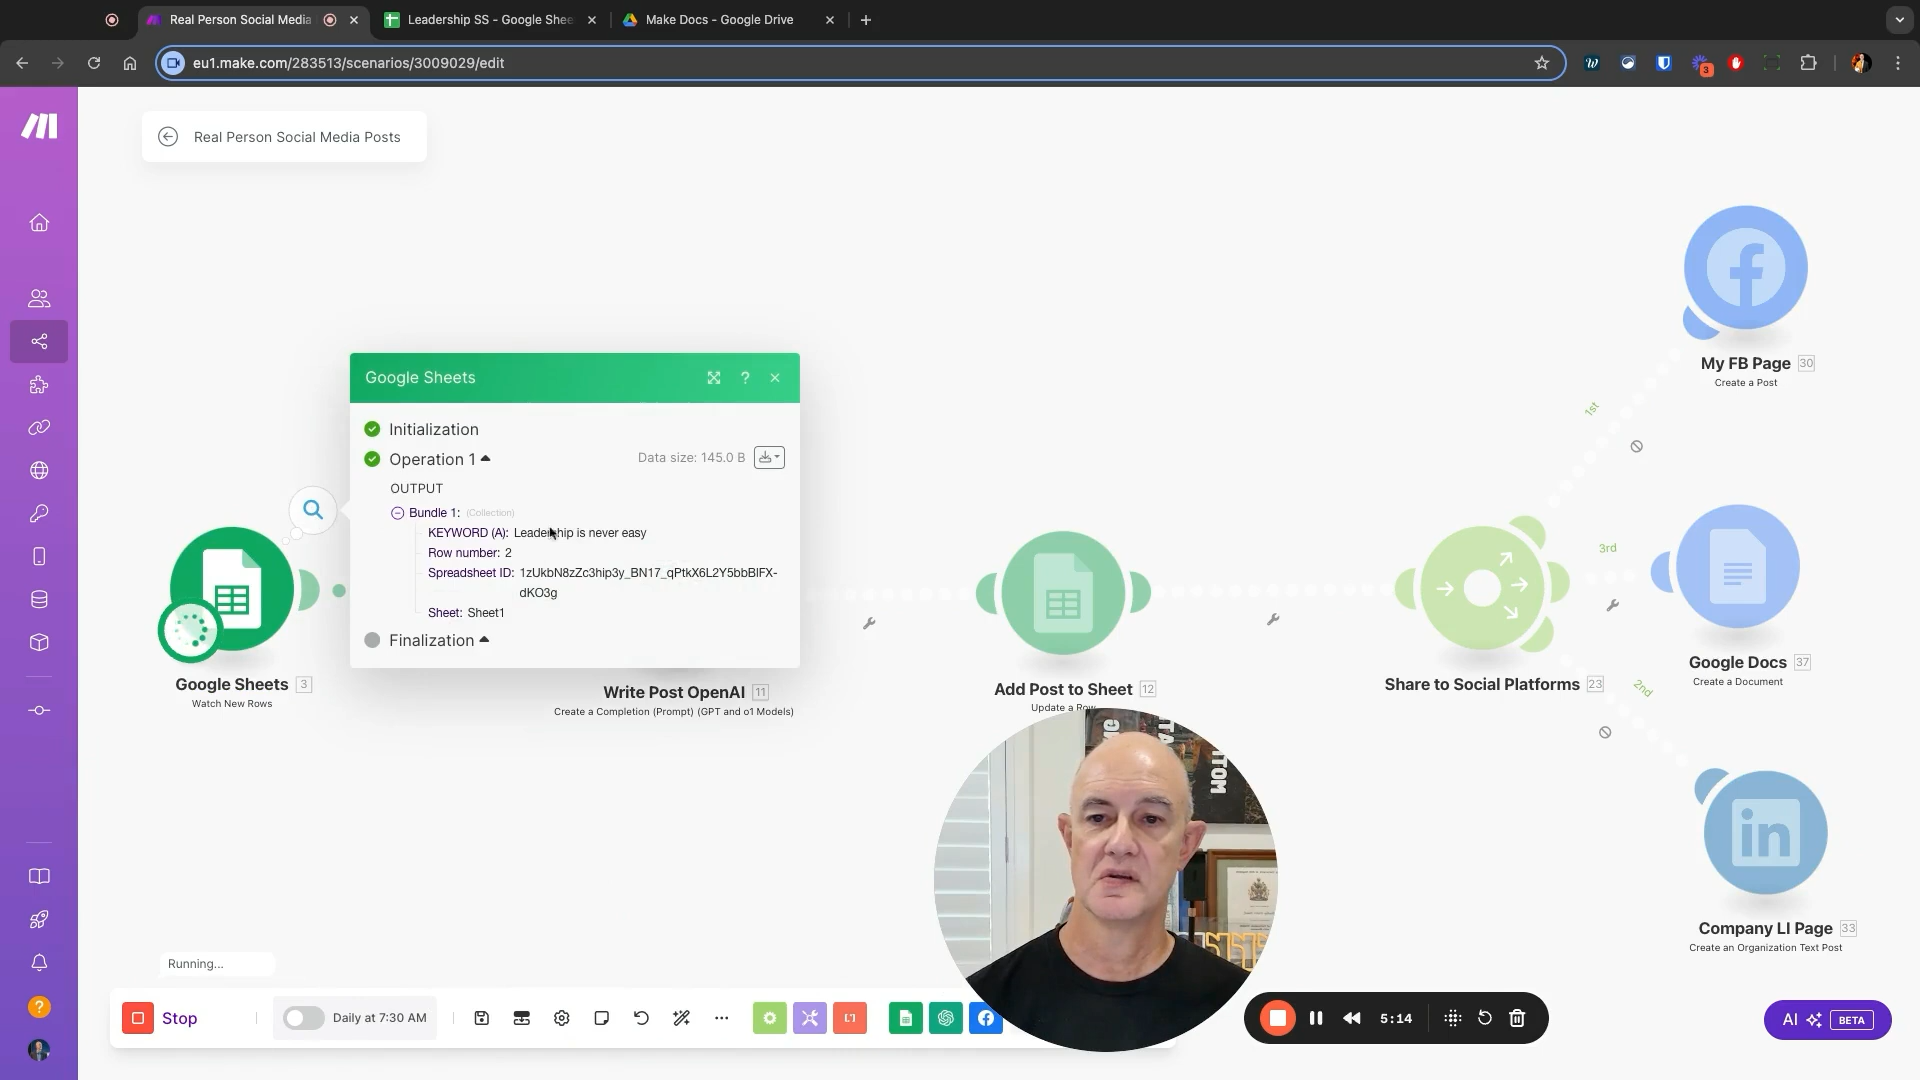 Real Person Social Media
Leadership SS - Google Shee
Make Docs - Google Drive
eu1.make.com/283513/scenarios/3009029/edit
3
Real Person Social Media Posts
Google Sheets
?
Initialization
Operation 1
Data size: 145.0 B
OUTPUT
Bundle 1: (Collection)
KEYWORD (A): Leadership is never easy
Row number: 2
Spreadsheet ID: 1zUkbN8zZc3hip3y_BN17_qPtkX6L2Y5bbBlFX-
dKO3g
Sheet: Sheet1
Finalization
Google Sheets 3
Watch New Rows
Write Post OpenAI 11
Create a Completion (Prompt) (GPT and o1 Models)
Add Post to Sheet 12
Update a Row
Share to Social Platforms 23
1st
3rd
2nd
My FB Page 30
Create a Post
Google Docs 37
Create a Document
in
Company LI Page 33
Create an Organization Text Post
Running...
Stop
Daily at 7:30 AM
5:14
AI BETA
?